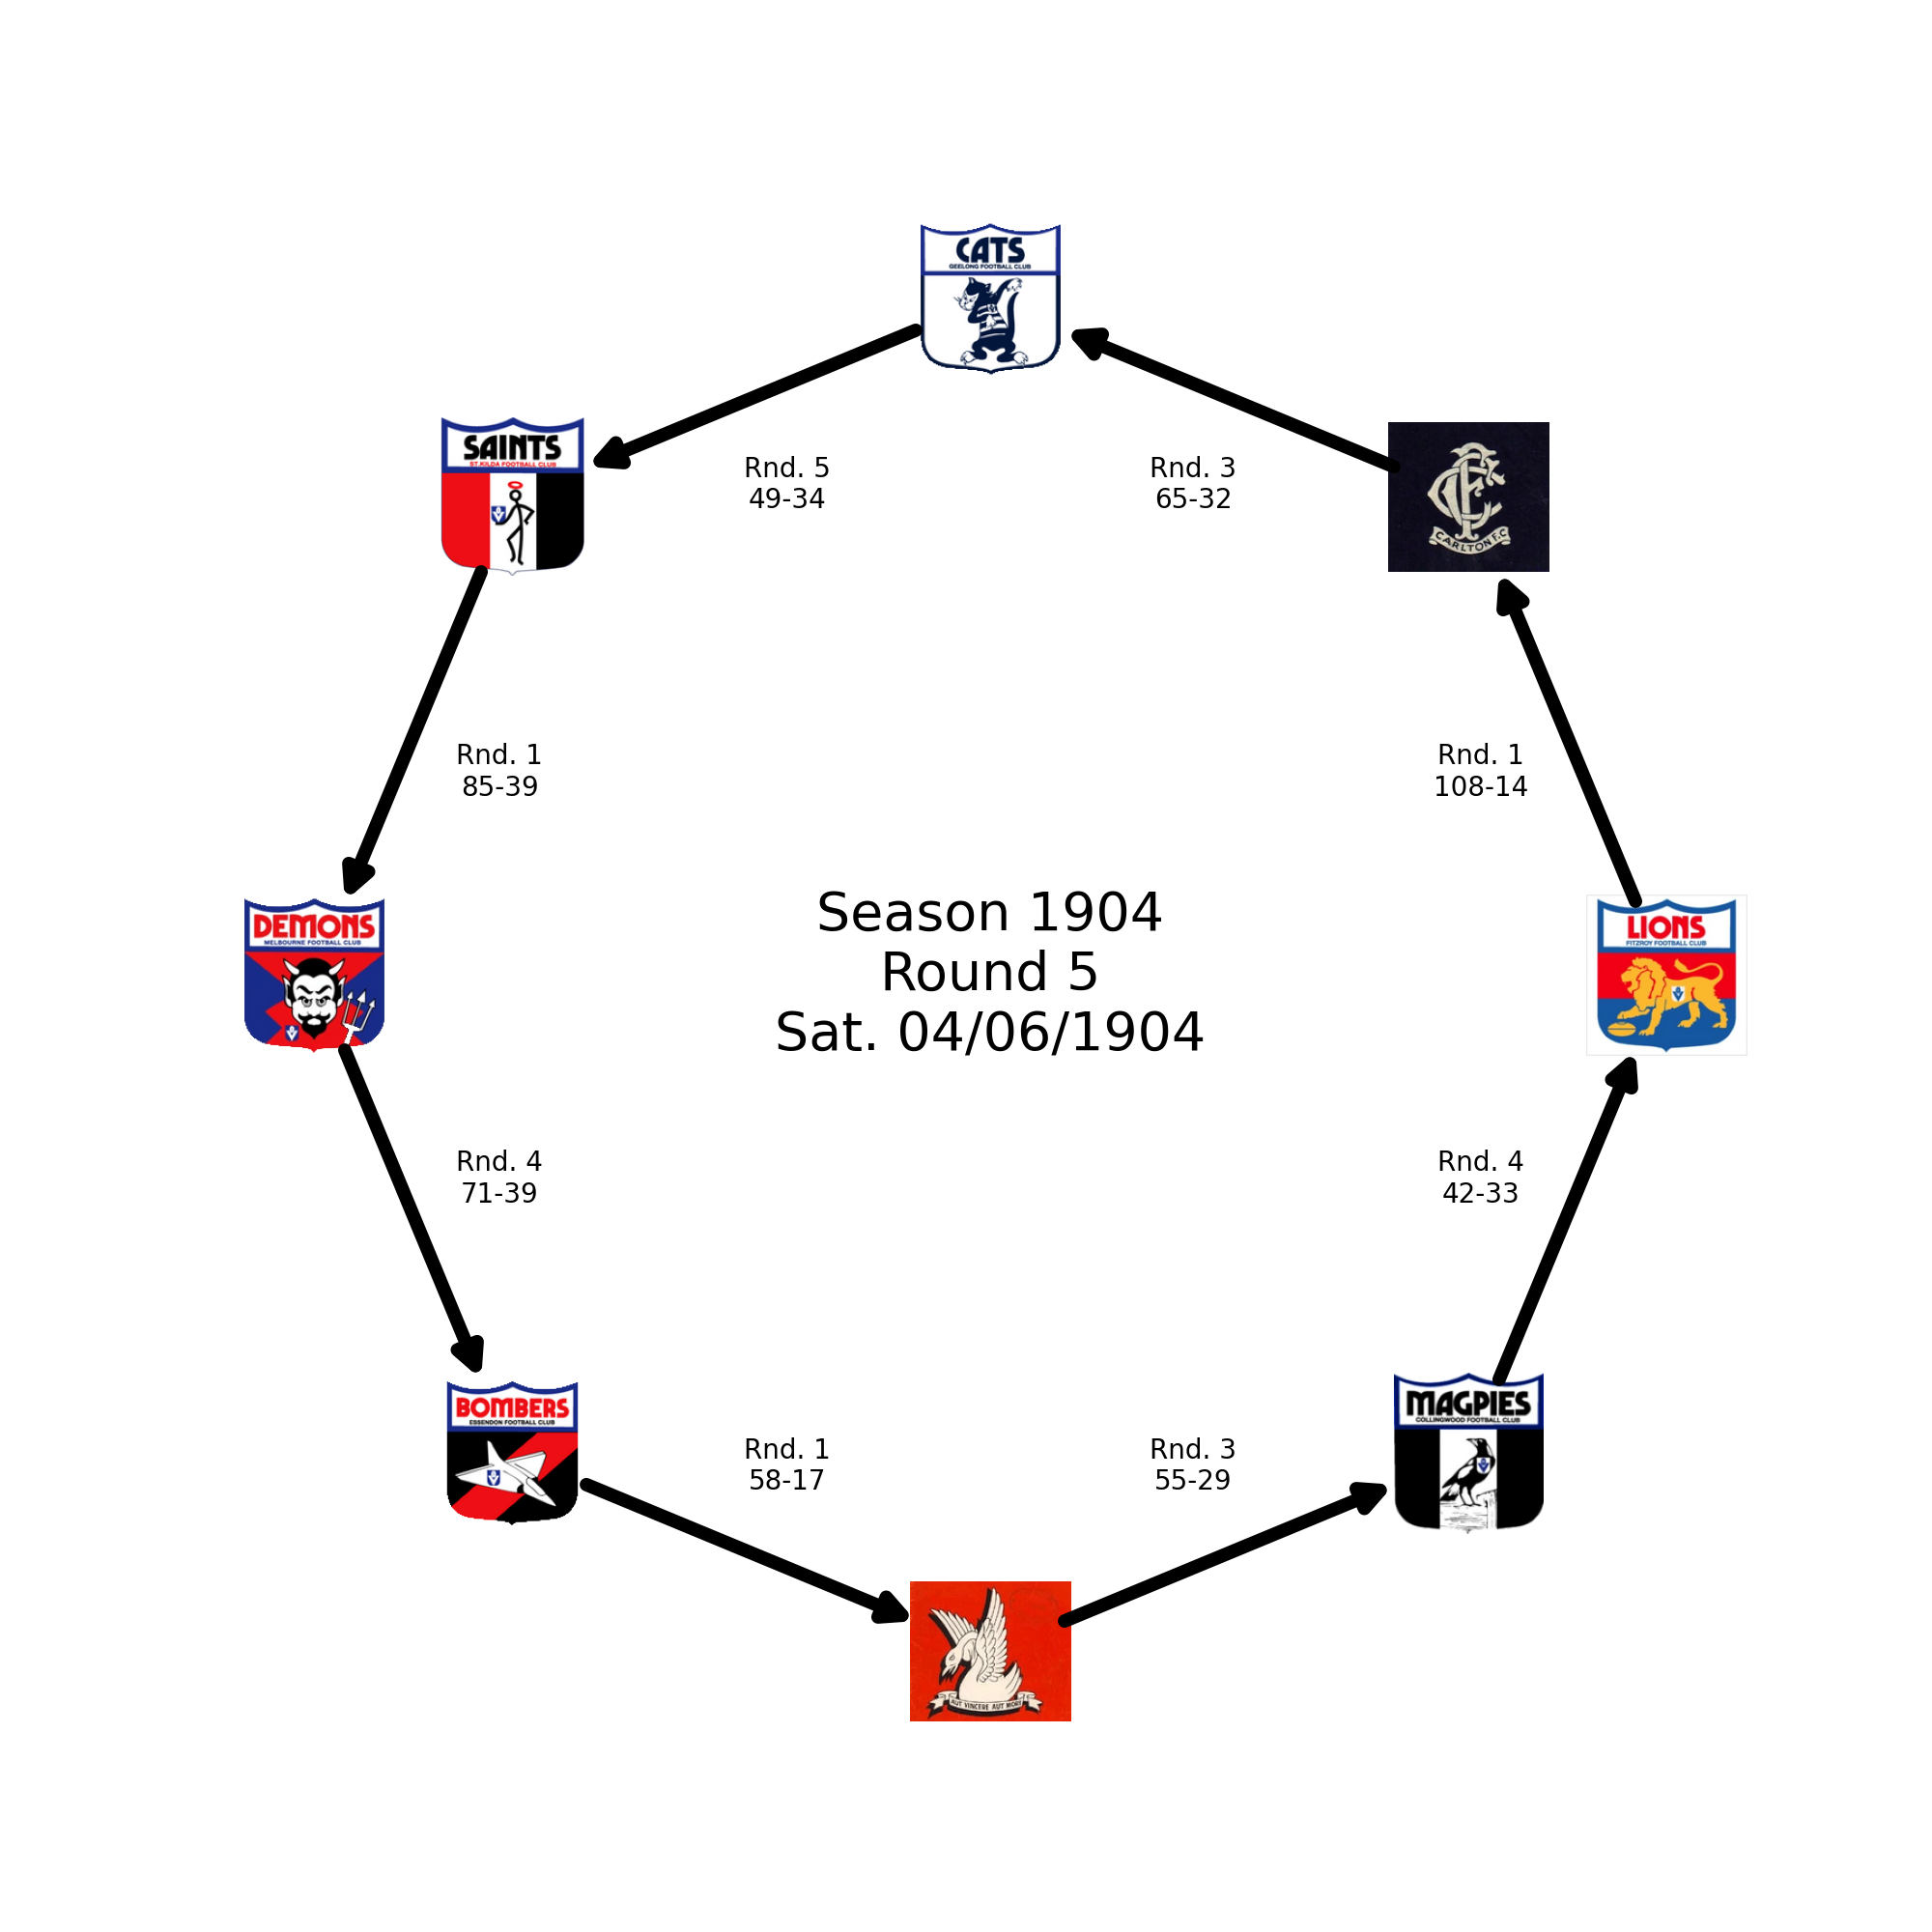 CATS
GEELONG FOOTBALL CLUB
SAINTS
ST.KILDA FOOTBALL CLUB
Rnd. 5
49-34
Rnd. 3
65-32
CFC
CARLTON F.C
Rnd. 1
85-39
Rnd. 1
108-14
DEMONS
MELBOURNE FOOTBALL CLUB
Season 1904
Round 5
Sat. 04/06/1904
LIONS
FITZROY FOOTBALL CLUB
Rnd. 4
71-39
Rnd. 4
42-33
BOMBERS
ESSENDON FOOTBALL CLUB
Rnd. 1
58-17
Rnd. 3
55-29
MAGPIES
COLLINGWOOD FOOTBALL CLUB
AUT VINCERE AUT MORI